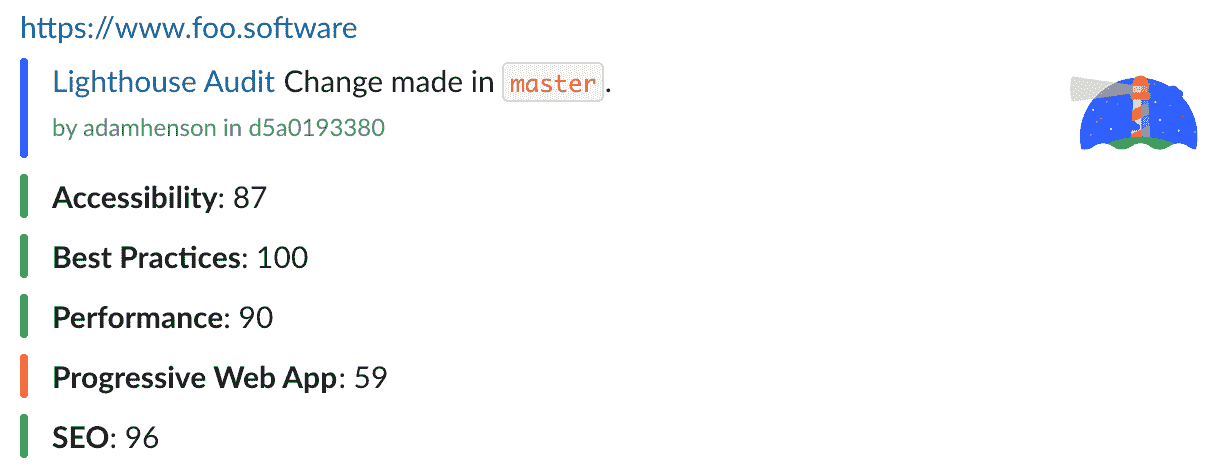 https://www.foo.software
Lighthouse Audit Change made in master.
by adamhenson in d5a0193380
Accessibility: 87
Best Practices: 100
Performance: 90
Progressive Web App: 59
SEO: 96